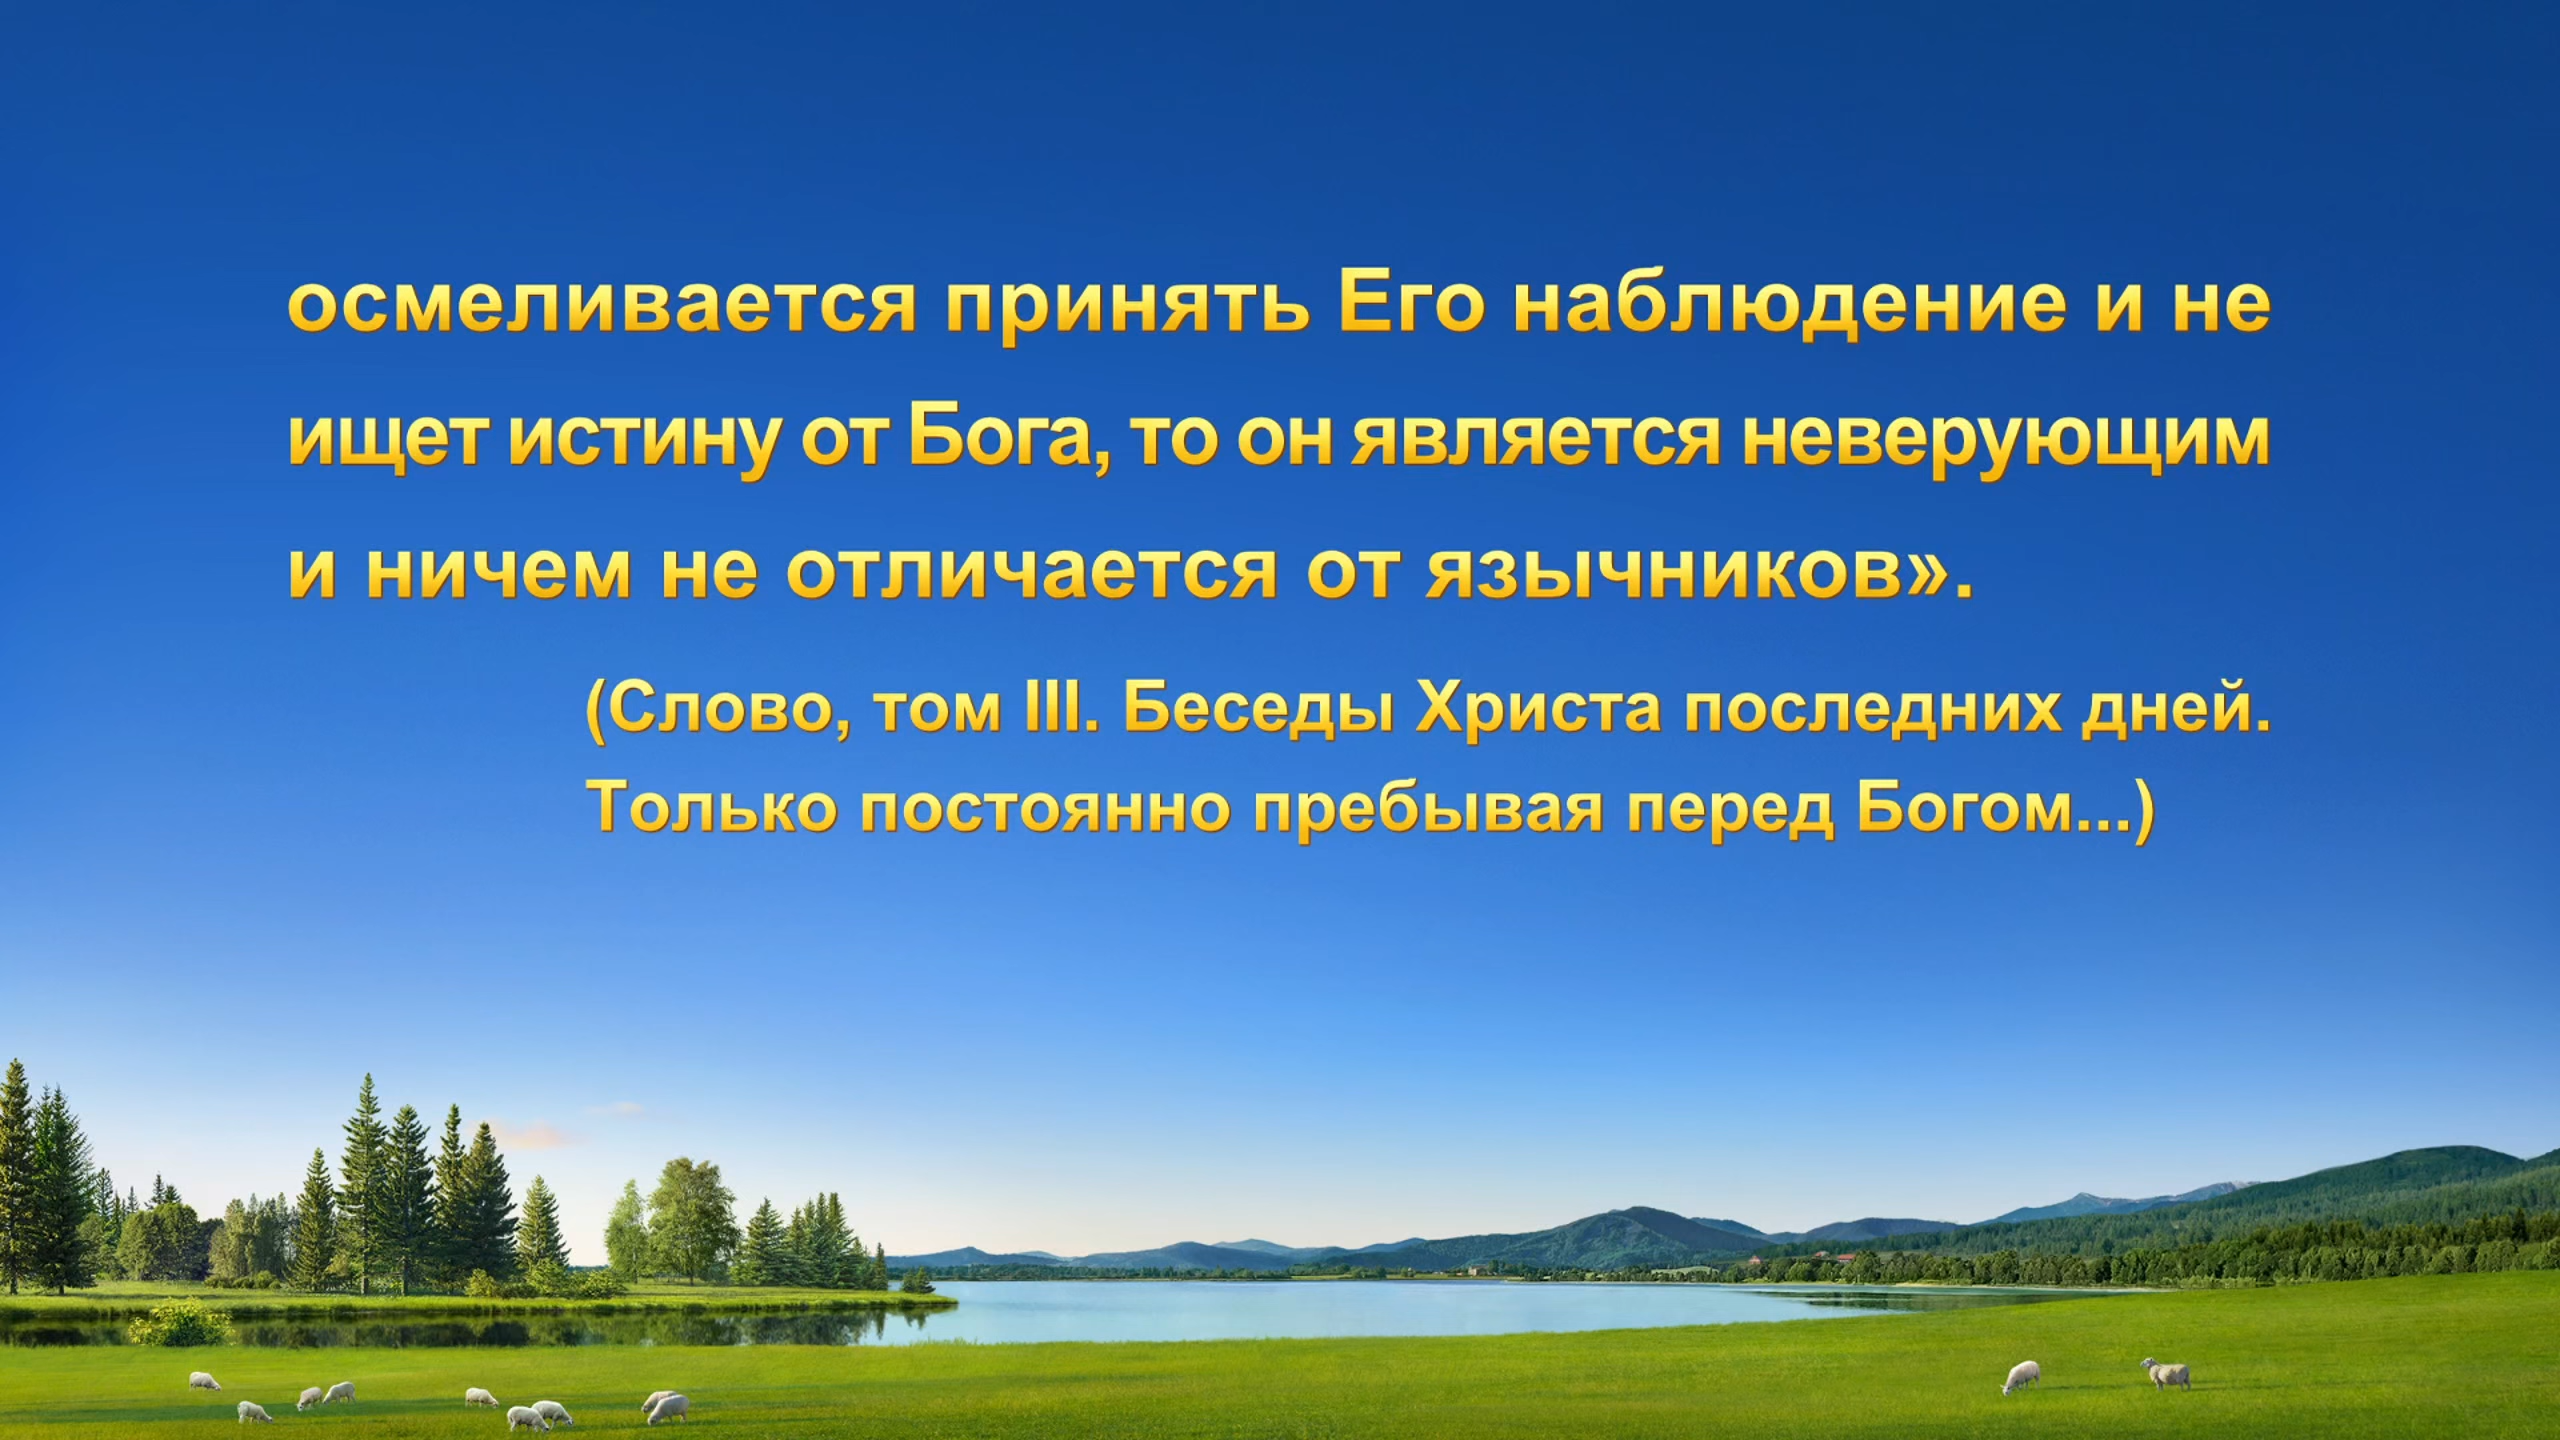 осмеливается принять Его наблюдение и не
ищет истину от Бога, то он является неверующим
и ничем не отличается от язычников».
(Слово, том III. Беседы Христа последних дней.
Только постоянно пребывая перед Богом...)